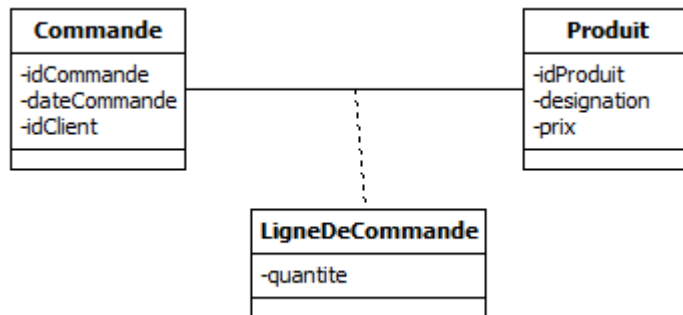 Commande
-idCommande
-dateCommande
-idClient
Produit
-idProduit
-designation
-prix
LigneDeCommande
-quantite